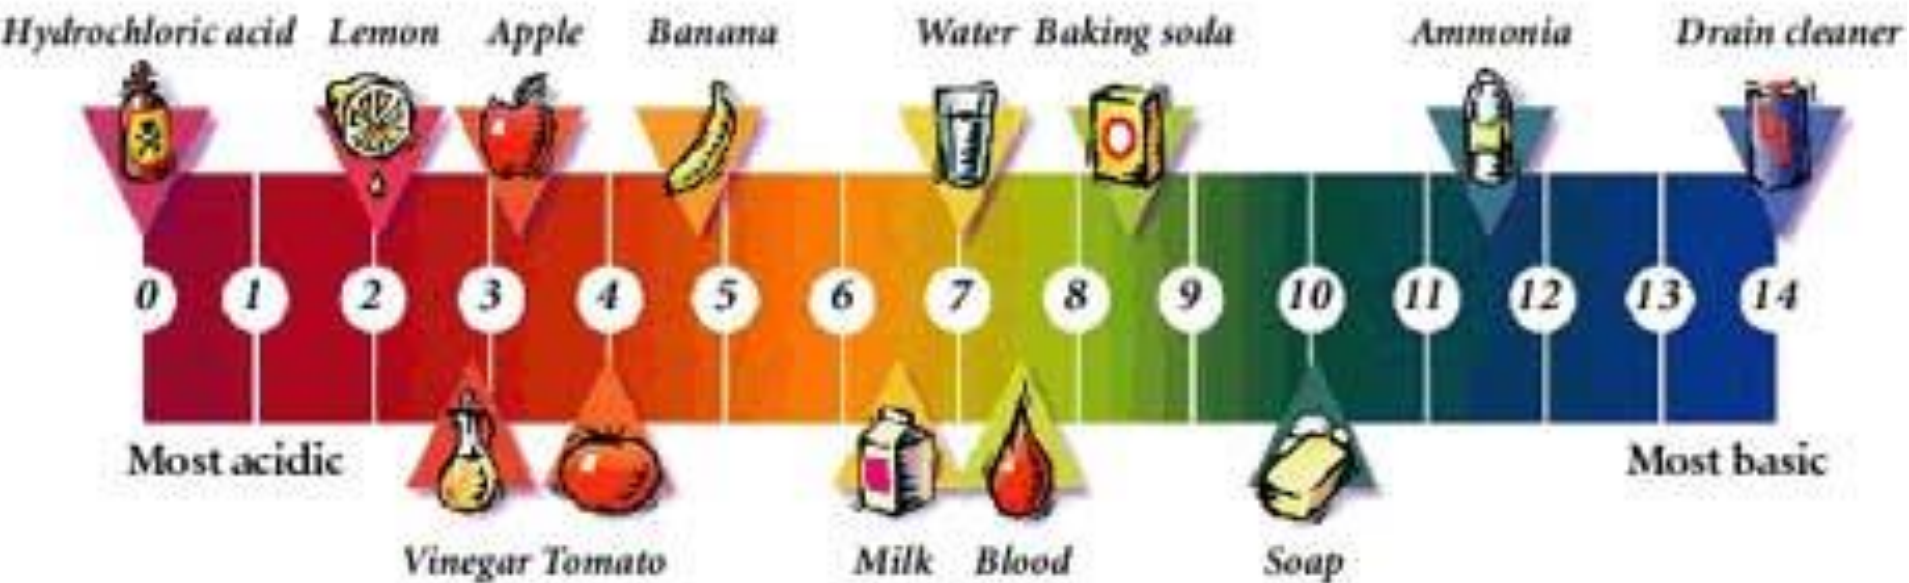 Hydrochloric acid Lemon Apple Banana Water Baking soda Ammonia Drain cleaner
0 1 2 3 4 5 6 7 8 9 10 11 12 13 14
Most acidic Most basic
Vinegar Tomato Milk Blood Soap